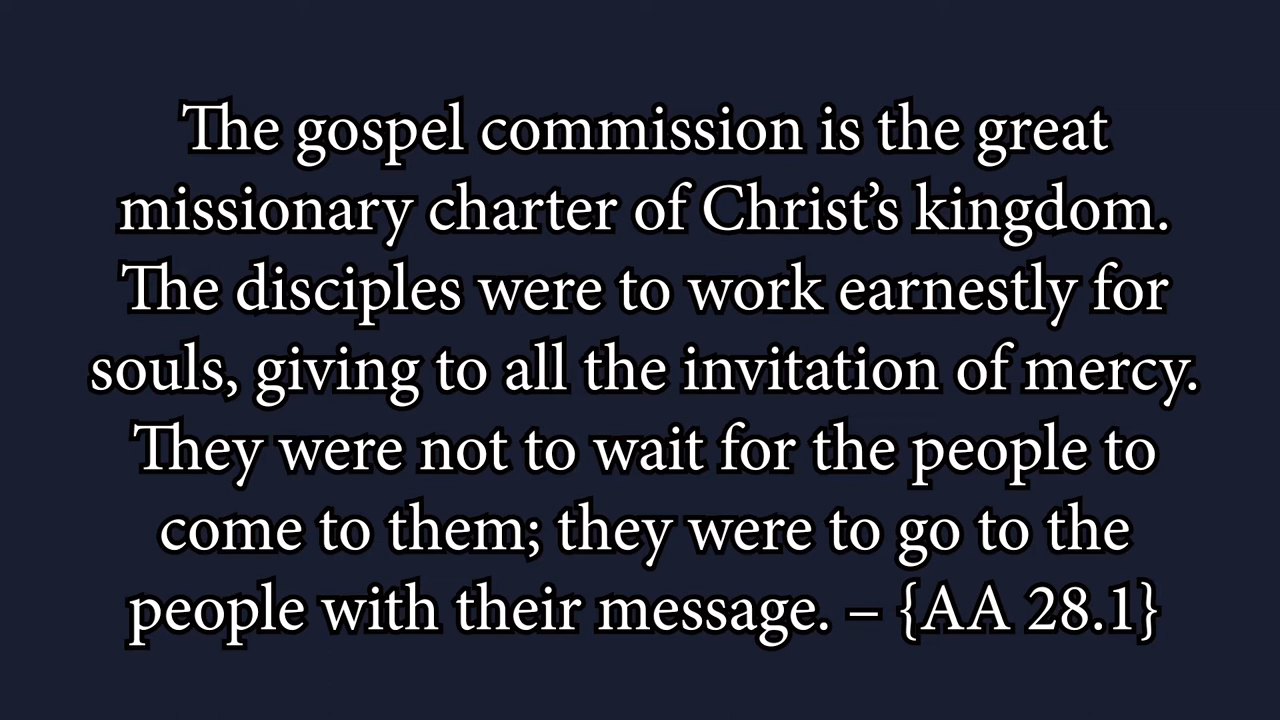 The gospel commission is the great
missionary charter of Christ’s kingdom.
The disciples were to work earnestly for
souls, giving to all the invitation of mercy.
They were not to wait for the people to
come to them; they were to go to the
people with their message. – {AA 28.1}